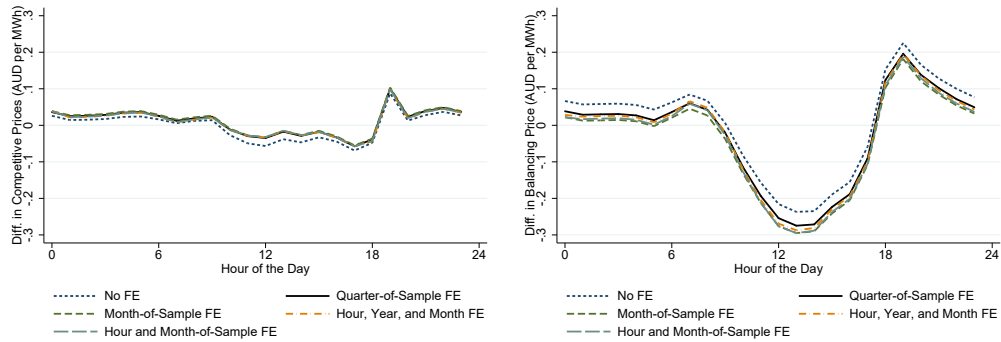 Diff. in Competitive Prices (AUD per MWh)
.3
.2
.1
0
-.1
-.2
-.3
0 6 12 18 24
Hour of the Day
No FE
Quarter-of-Sample FE
Month-of-Sample FE
Hour, Year, and Month FE
Hour and Month-of-Sample FE
Diff. in Balancing Price (AUD per MWh)
.3
.2
.1
0
-.1
-.2
-.3
0 6 12 18 24
Hour of the Day
No FE
Quarter-of-Sample FE
Month-of-Sample FE
Hour, Year, and Month FE
Hour and Month-of-Sample FE